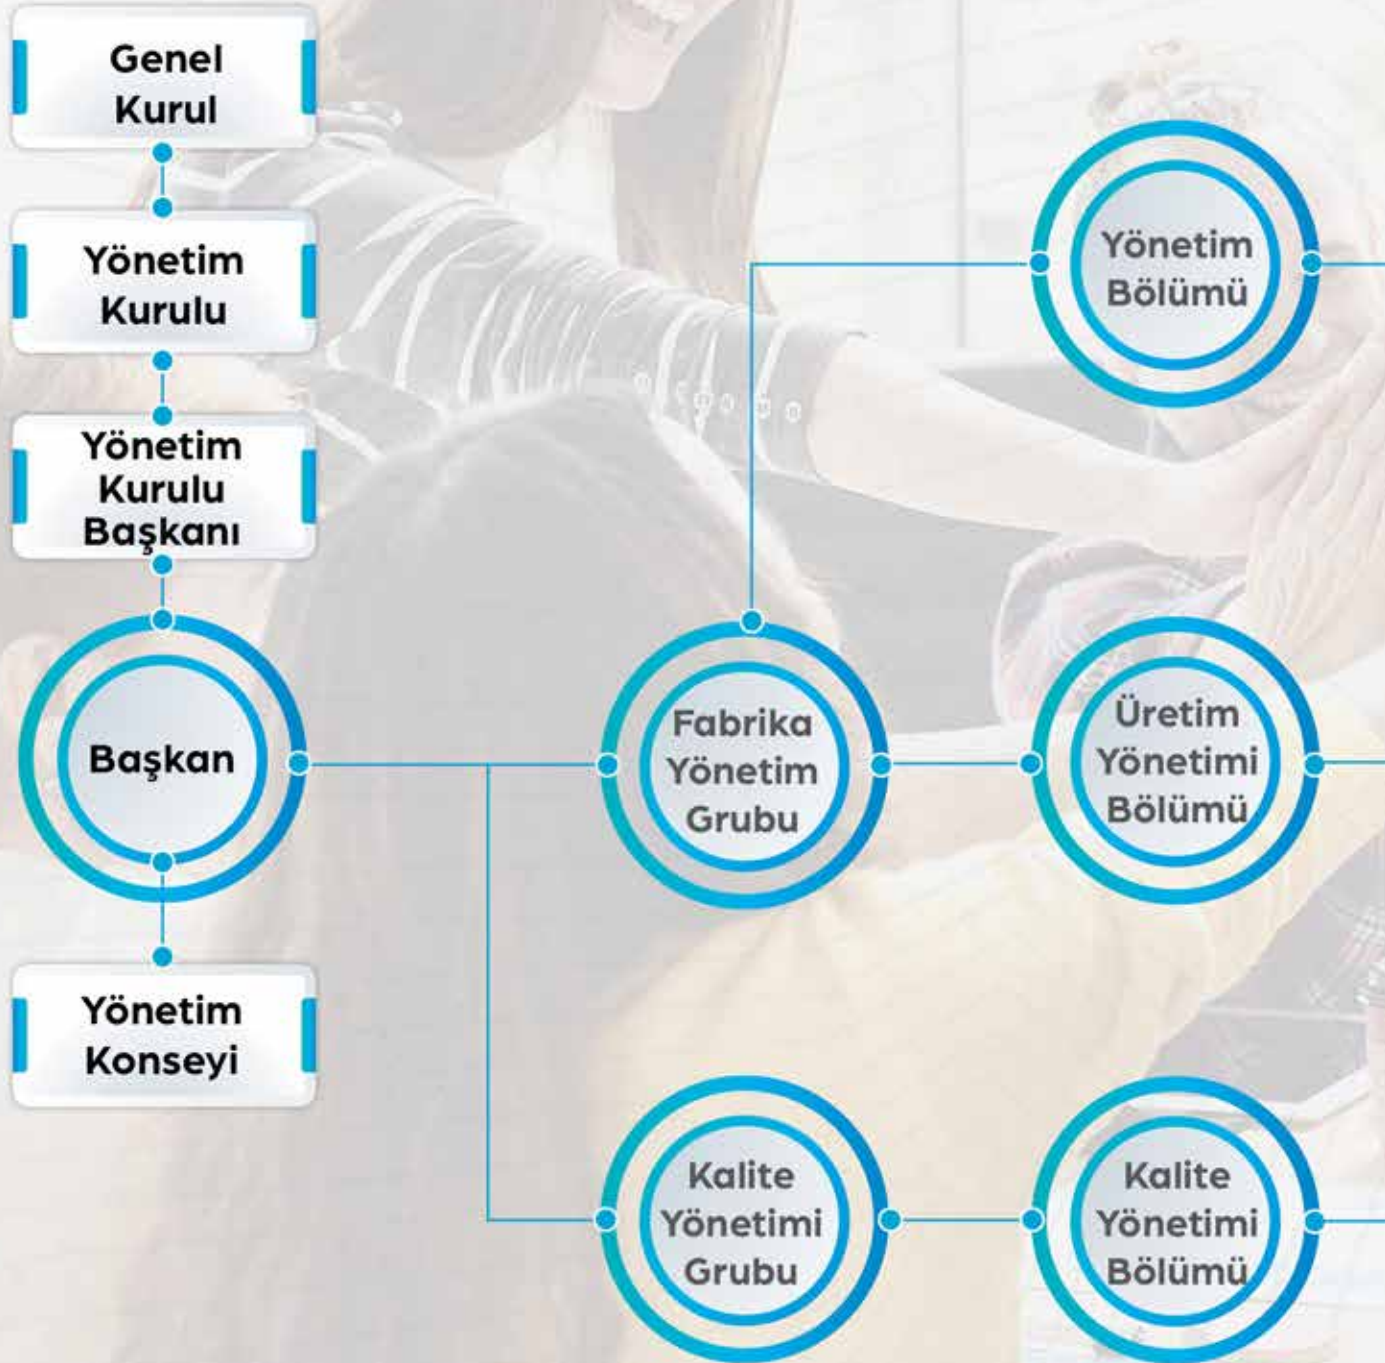 Genel
Kurul
Yönetim
Kurulu
Yönetim
Kurulu
Başkanı
Başkan
Yönetim
Konseyi
Fabrika
Yönetim
Grubu
Kalite
Yönetimi
Grubu
Yönetim
Bölümü
Üretim
Yönetimi
Bölümü
Kalite
Yönetimi
Bölümü